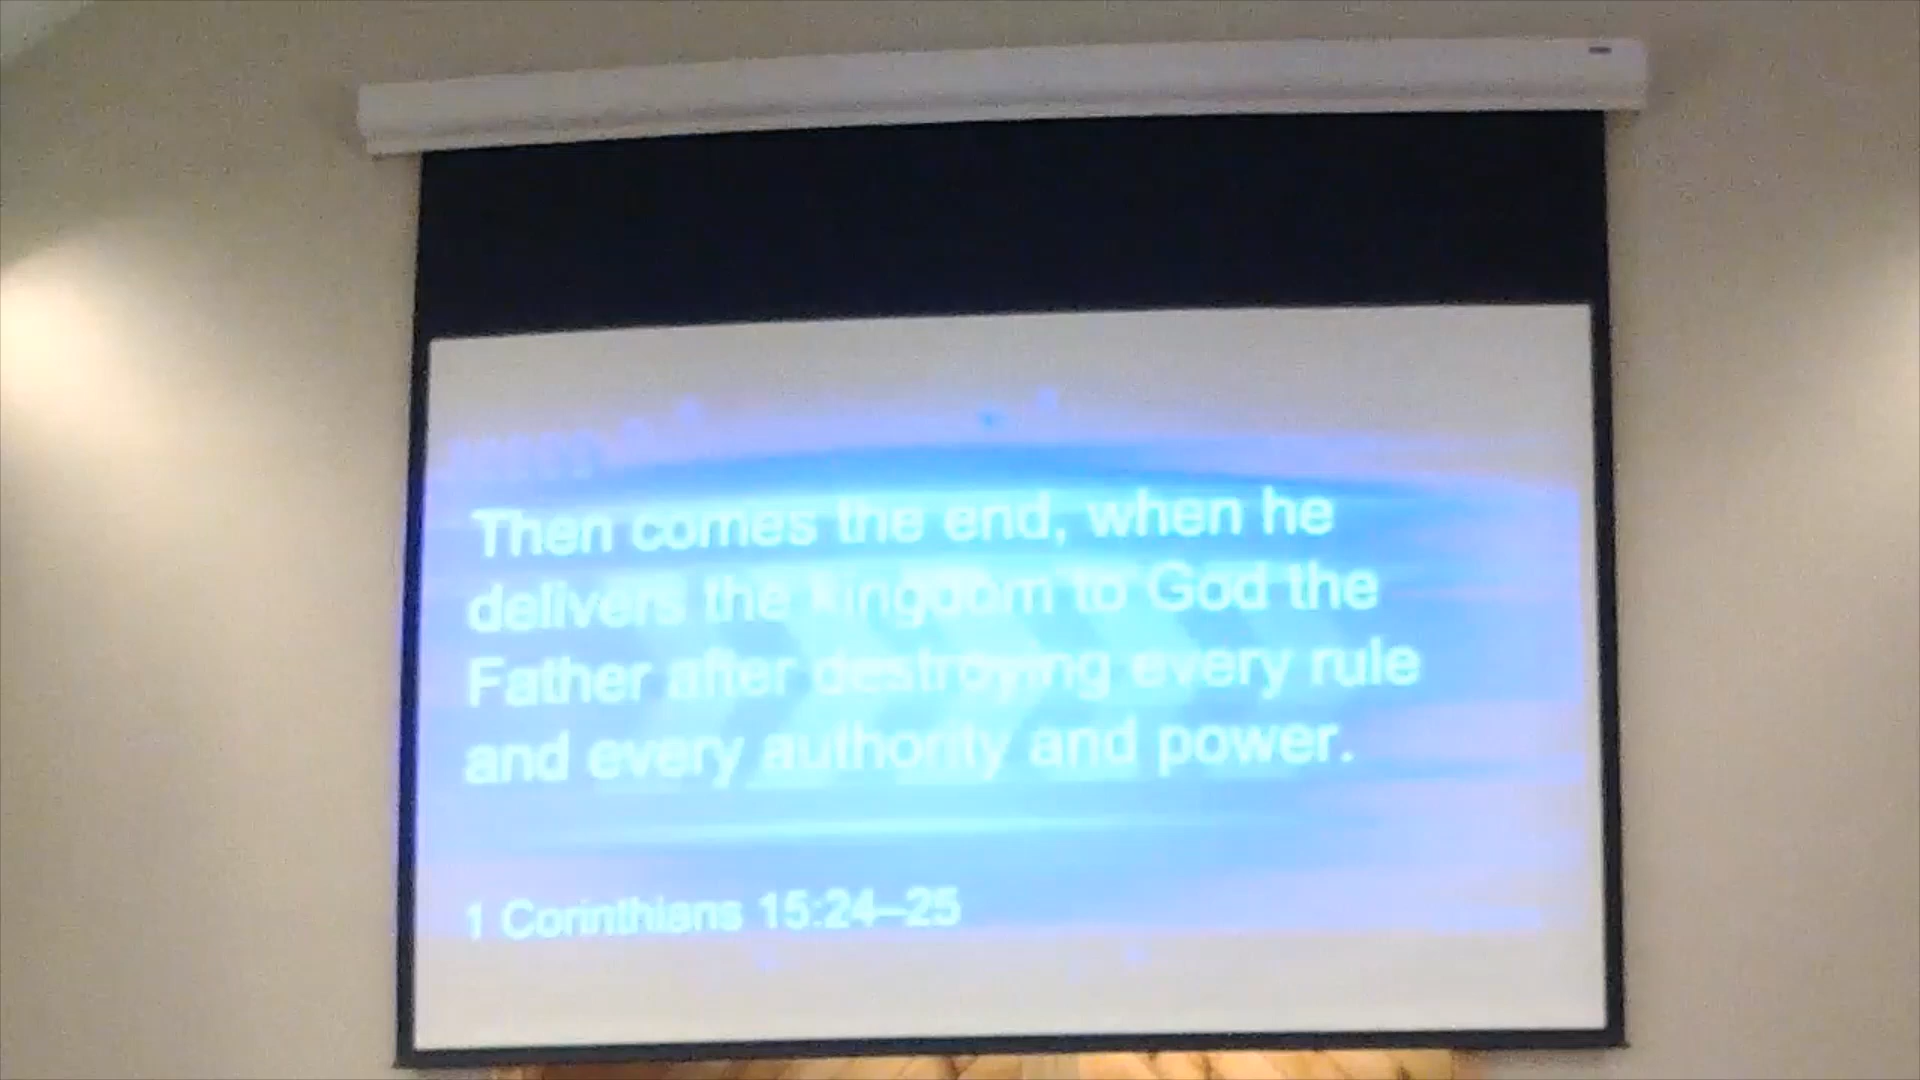 Then comes the end, when he
delivers the kingdom to God the
Father after destroying every rule
and every authority and power.
1 Corinthians 15:24–25